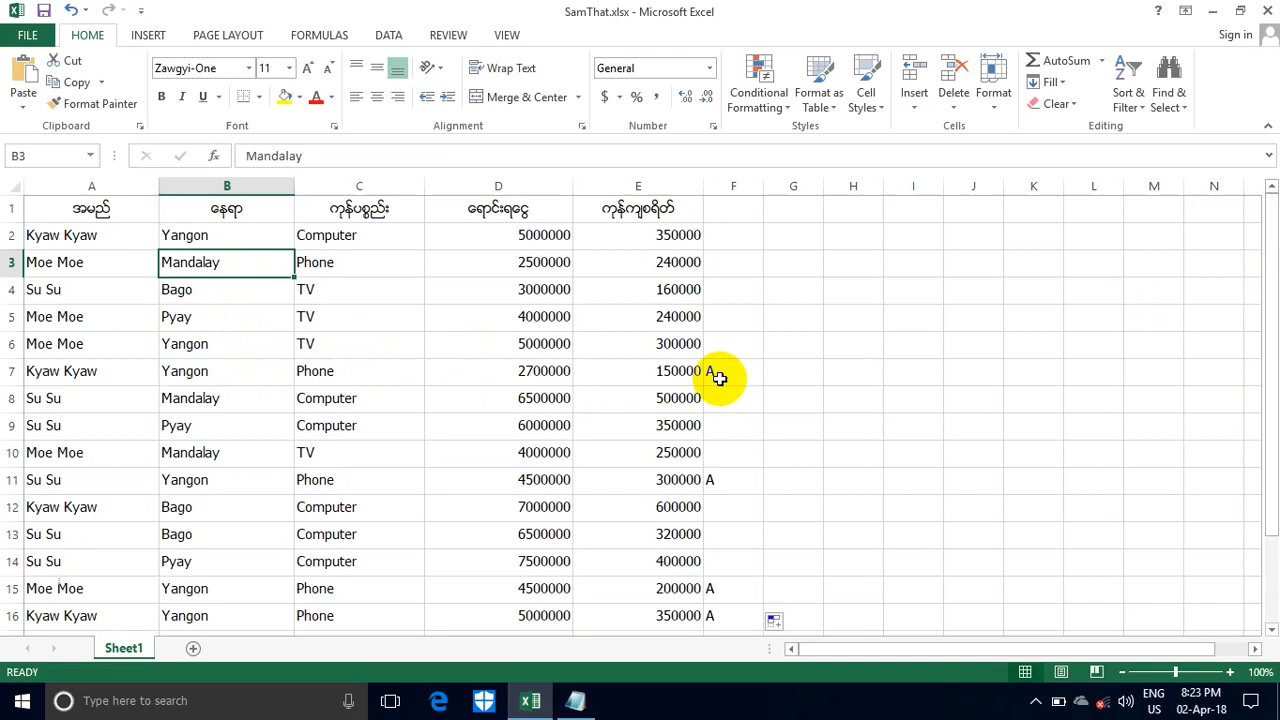 SamThat.xlsx - Microsoft Excel
?
FILE HOME INSERT PAGE LAYOUT FORMULAS DATA REVIEW VIEW Sign in
Paste
Cut
Copy
Format Painter
Clipboard
Zawgyi-One 11
B I U
Font
Wrap Text
Merge & Center
Alignment
General
$ % ,
Number
Conditional Formatting
Format as Table
Cell Styles
Styles
Insert
Delete
Format
Cells
AutoSum
Fill
Clear
Sort & Filter
Find & Select
Editing
B3 fx Mandalay
A B C D E F G H I J K L M N
1 အမည် နေရာ ကုန်ပစ္စည်း ရောင်းရငွေ ကုန်ကျစရိတ်
2 Kyaw Kyaw Yangon Computer 5000000 350000
3 Moe Moe Mandalay Phone 2500000 240000
4 Su Su Bago TV 3000000 160000
5 Moe Moe Pyay TV 4000000 240000
6 Moe Moe Yangon TV 5000000 300000
7 Kyaw Kyaw Yangon Phone 2700000 150000 A
8 Su Su Mandalay Computer 6500000 500000
9 Su Su Pyay Computer 6000000 350000
10 Moe Moe Mandalay TV 4000000 250000
11 Su Su Yangon Phone 4500000 300000 A
12 Kyaw Kyaw Bago Computer 7000000 600000
13 Su Su Bago Computer 6500000 320000
14 Su Su Pyay Computer 7500000 400000
15 Moe Moe Yangon Phone 4500000 200000 A
16 Kyaw Kyaw Yangon Phone 5000000 350000 A
Sheet1
READY 100%
Type here to search
ENG 8:23 PM
US 02-Apr-18